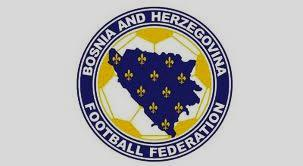 BOSNIA AND HERZEGOVINA
FOOTBALL FEDERATION